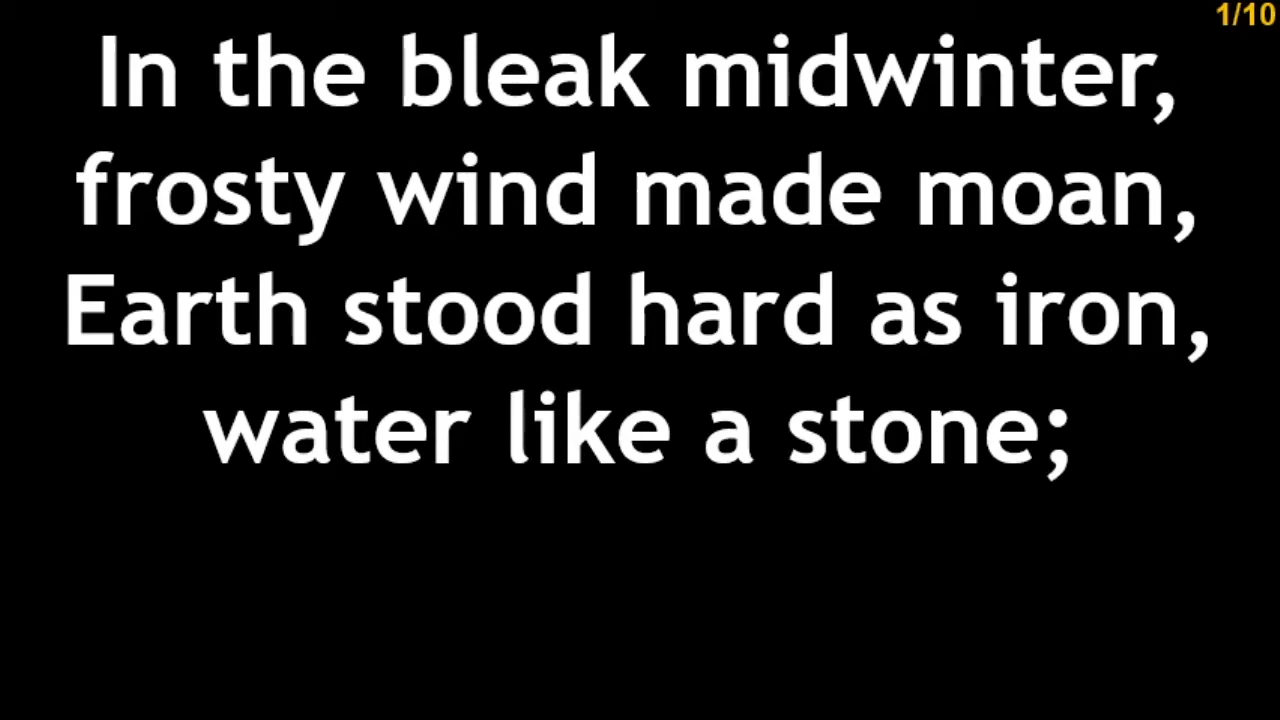 1/10
In the bleak midwinter,
frosty wind made moan,
Earth stood hard as iron,
water like a stone;